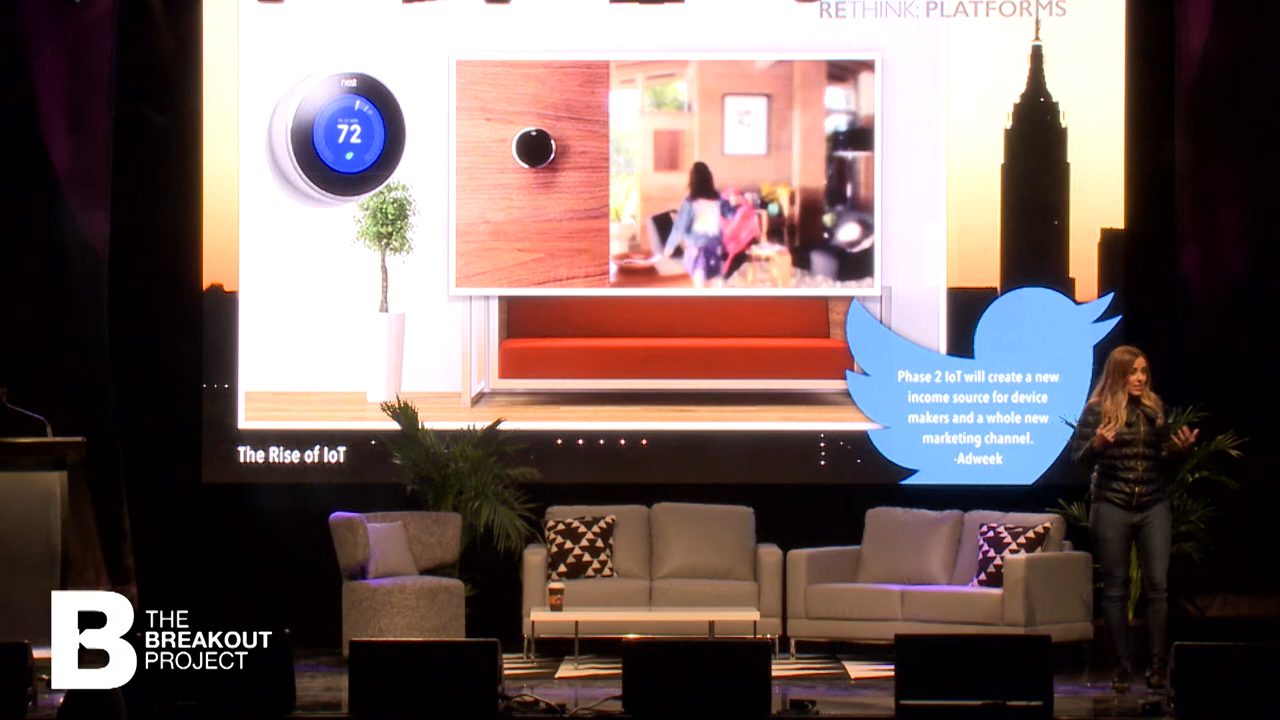 RETHINK: PLATFORMS
nest
72
Phase 2 IoT will create a new
income source for device
makers and a whole new
marketing channel.
-Adweek
The Rise of IoT
B THE
BREAKOUT
PROJECT